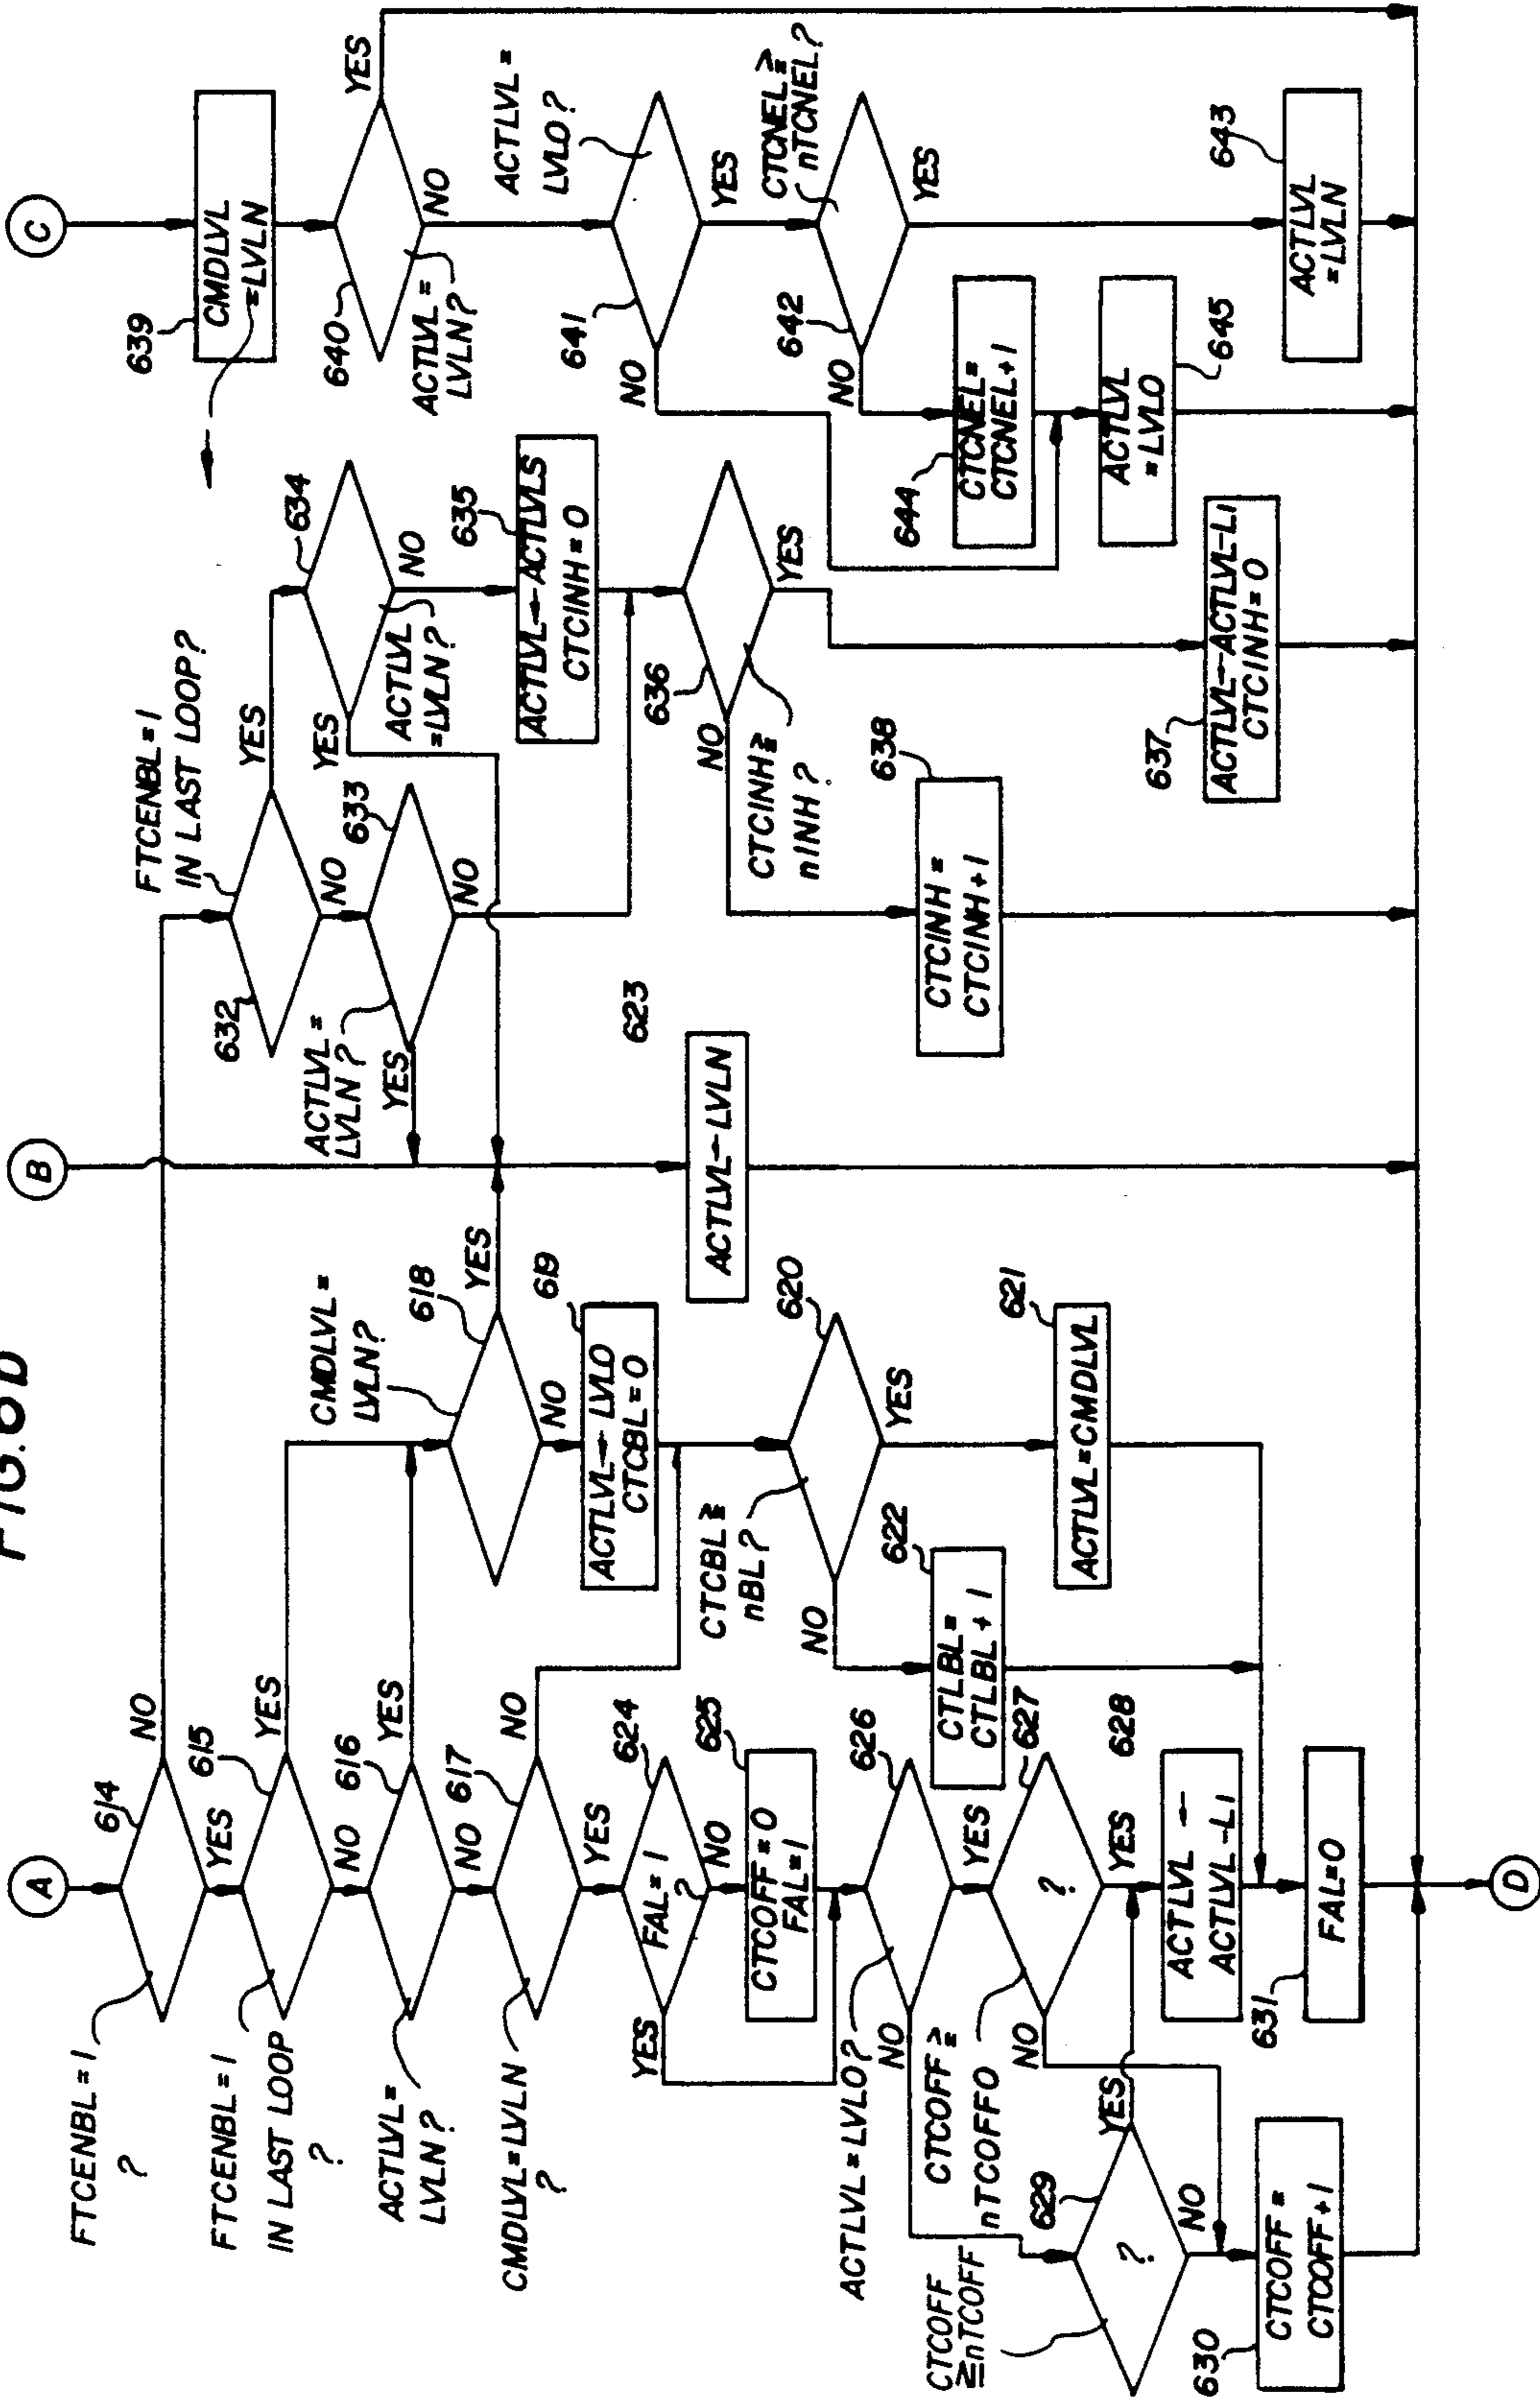 FIG. 6D
A
614
NO
YES
FTCENBL=1
?
615
YES
NO
FTCENBL=1
IN LAST LOOP
?
616
YES
NO
ACTLVL=
LVLN?
617
NO
YES
CMDLVL=LVLN
?
624
FAL=1
?
NO
YES
625
CTCOFF=0
FAL=1
626
ACTLVL=LVLO?
YES
NO
627
?
CTCOFF≧
nTCOFFO
YES
NO
628
ACTLVL ←
ACTLVL-L1
629
?
CTCOFF
≧nTCOFF
YES
NO
630
CTCOFF=
CTCOFF+1
631
FAL=0
D
CMDLVL=
LVLN?
618
YES
NO
619
ACTLVL← LVLO
CTCBL=0
620
CTCBL≧
nBL?
YES
NO
621
ACTLVL=CMDLVL
622
CTLBL=
CTLBL+1
B
623
ACTLVL←LVLN
FTCENBL=1
IN LAST LOOP?
632
YES
NO
633
ACTLVL=
LVLN?
YES
NO
634
ACTLVL
=LVLN?
YES
NO
635
ACTLVL←ACTLVLS
CTCINH=0
636
CTCINH≧
nINH?
NO
YES
638
CTCINH=
CTCINH+1
637
ACTLVL←ACTLVL-L1
CTCINH=0
C
639
CMDLVL
=LVLN
640
ACTLVL=
LVLN?
YES
NO
641
ACTLVL=
LVLO?
NO
YES
642
CTCNEL≧
nTCNEL?
NO
YES
644
CTCNEL=
CTCNEL+1
645
ACTLVL
=LVLO
643
ACTLVL
=LVLN